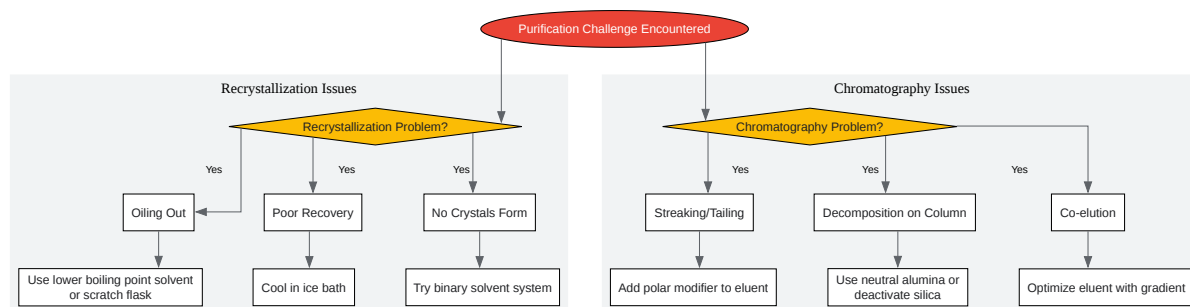 Purification Challenge Encountered
Recrystallization Issues
Chromatography Issues
Recrystallization Problem?
Chromatography Problem?
Yes
Yes
Yes
Yes
Yes
Yes
Oiling Out
Poor Recovery
No Crystals Form
Streaking/Tailing
Decomposition on Column
Co-elution
Use lower boiling point solvent
or scratch flask
Cool in ice bath
Try binary solvent system
Add polar modifier to eluent
Use neutral alumina or
deactivate silica
Optimize eluent with gradient